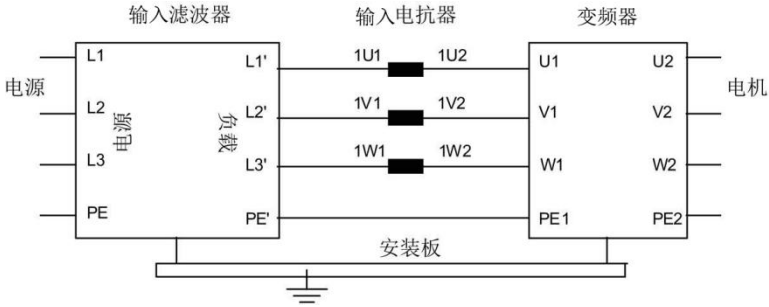 输入滤波器 输入电抗器 变频器
L1 L1' 1U1 1U2 U1 U2
电源 电机
L2 L2' 1V1 1V2 V1 V2
电源 负载
L3 L3' 1W1 1W2 W1 W2
PE PE' PE1 PE2
安装板